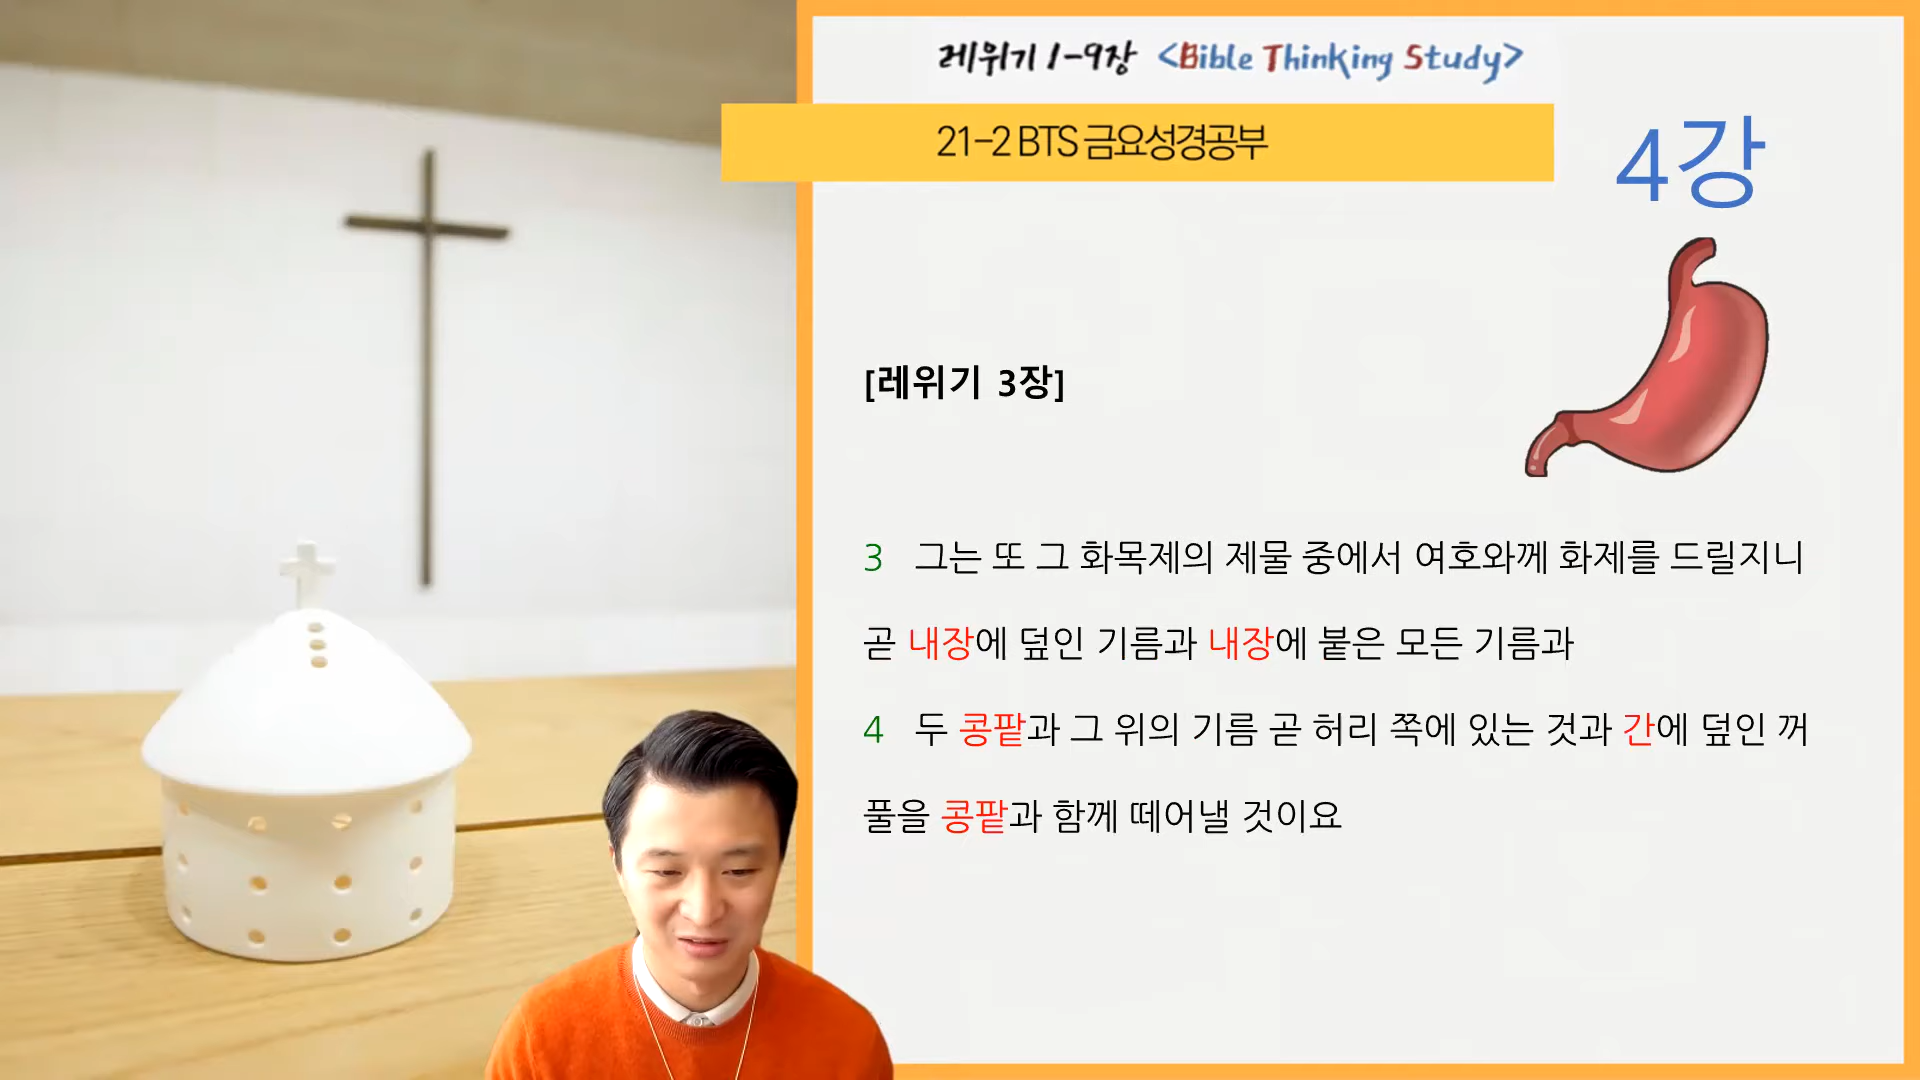 레위기 1-9장 <Bible Thinking Study>
21-2 BTS 금요성경공부
4강
[레위기 3장]
3 그는 또 그 화목제의 제물 중에서 여호와께 화제를 드릴지니
곧 내장에 덮인 기름과 내장에 붙은 모든 기름과
4 두 콩팥과 그 위의 기름 곧 허리 쪽에 있는 것과 간에 덮인 꺼
풀을 콩팥과 함께 떼어낼 것이요